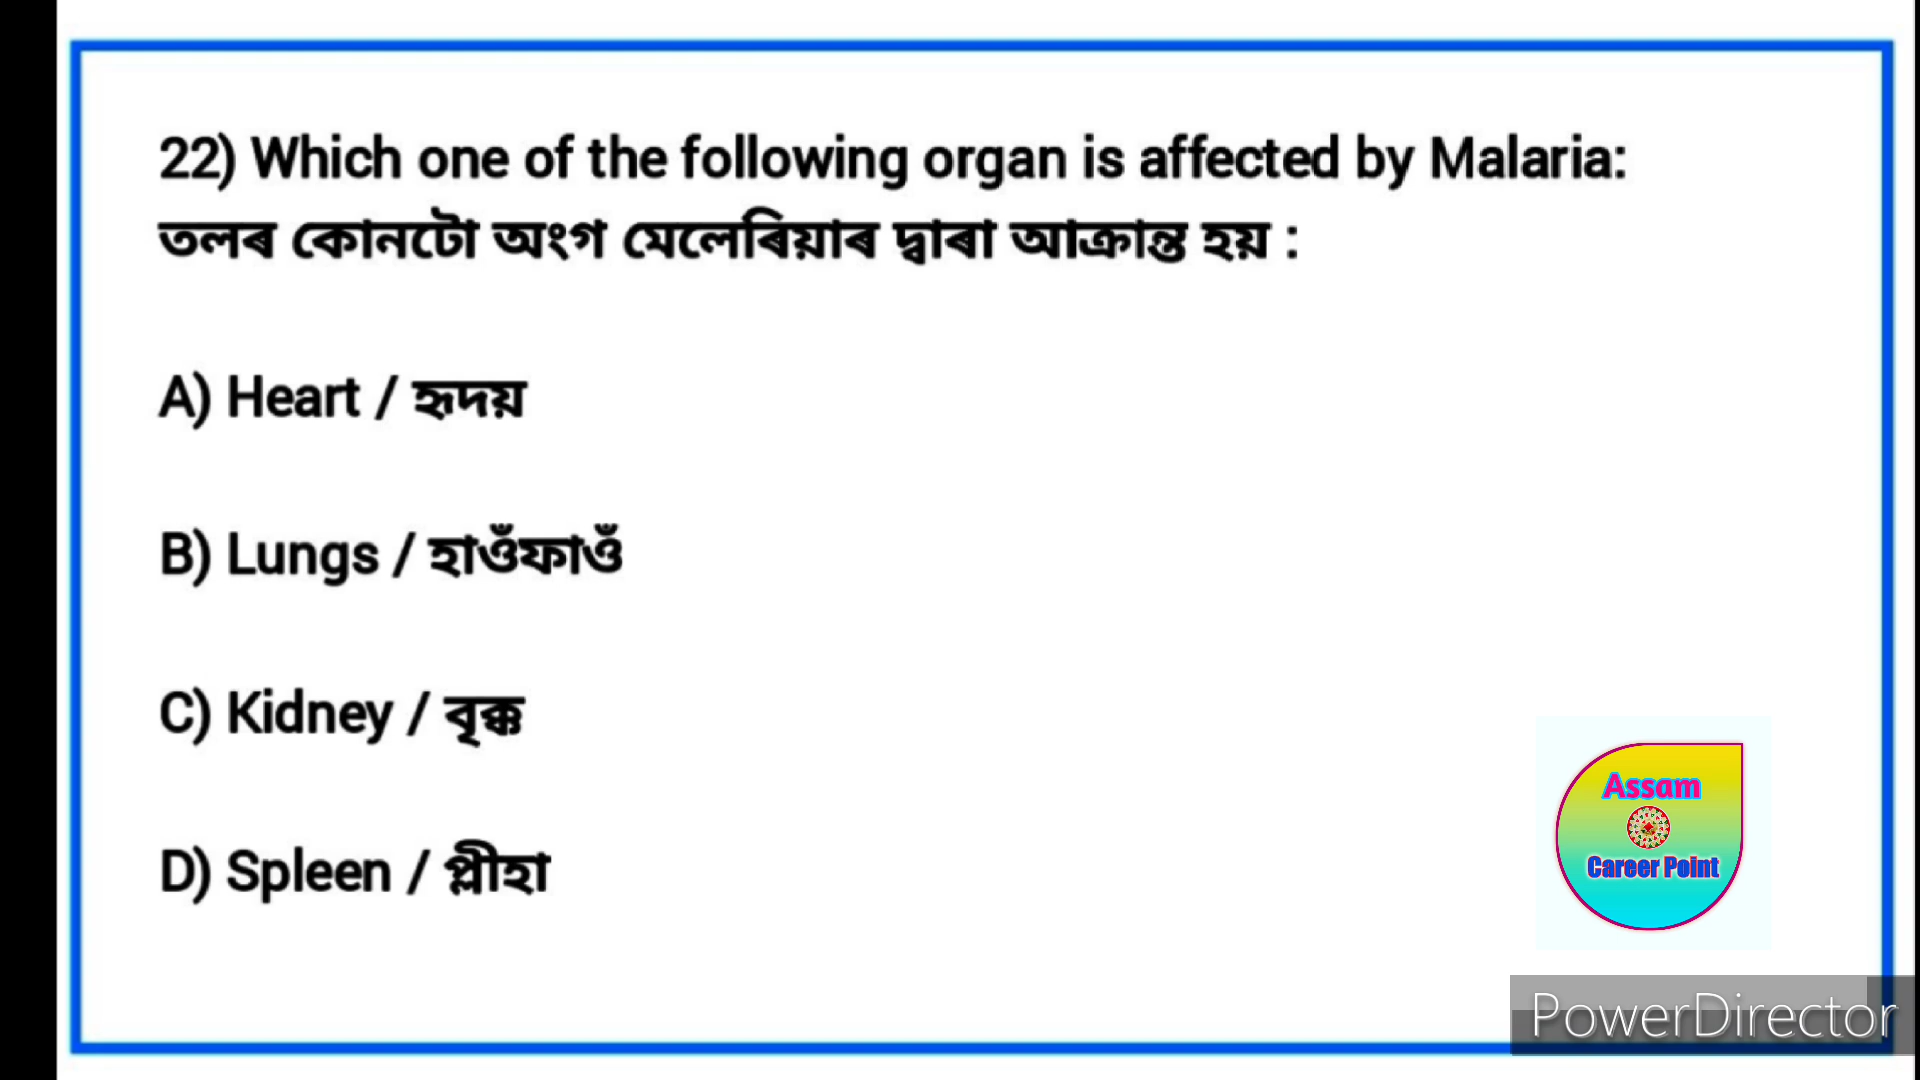 22) Which one of the following organ is affected by Malaria:
তলৰ কোনটো অংগ মেলেৰিয়াৰ দ্বাৰা আক্ৰান্ত হয় :
A) Heart / হৃদয়
B) Lungs / হাওঁফাওঁ
C) Kidney / বৃক্ক
D) Spleen / প্লীহা
Assam
Career Point
PowerDirector